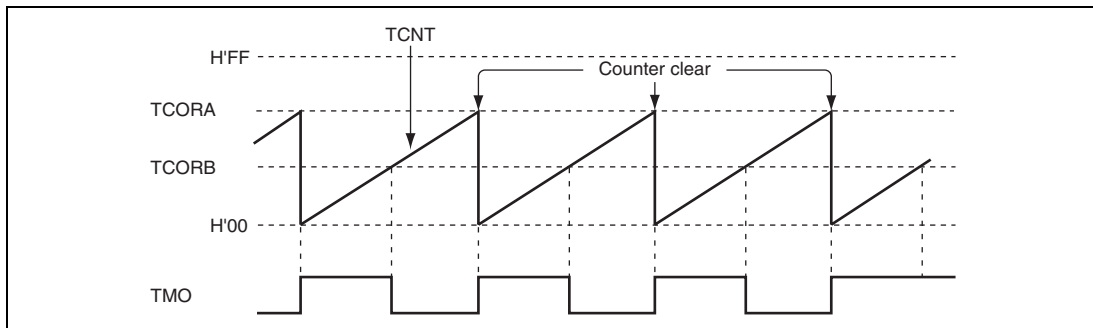 TCNT
H'FF
Counter clear
TCORA
TCORB
H'00
TMO